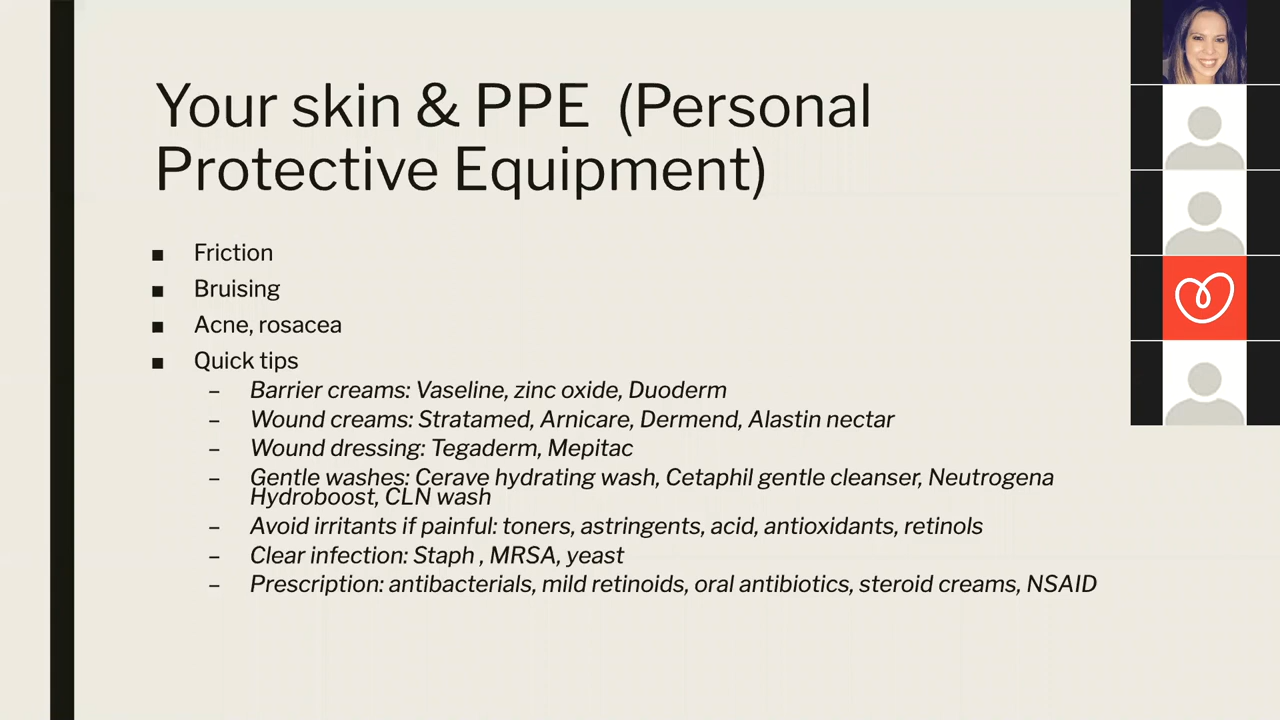 Your skin & PPE (Personal
Protective Equipment)
■ Friction
■ Bruising
■ Acne, rosacea
■ Quick tips
– Barrier creams: Vaseline, zinc oxide, Duoderm
– Wound creams: Stratamed, Arnicare, Dermend, Alastin nectar
– Wound dressing: Tegaderm, Mepitac
– Gentle washes: Cerave hydrating wash, Cetaphil gentle cleanser, Neutrogena
Hydroboost, CLN wash
– Avoid irritants if painful: toners, astringents, acid, antioxidants, retinols
– Clear infection: Staph , MRSA, yeast
– Prescription: antibacterials, mild retinoids, oral antibiotics, steroid creams, NSAID